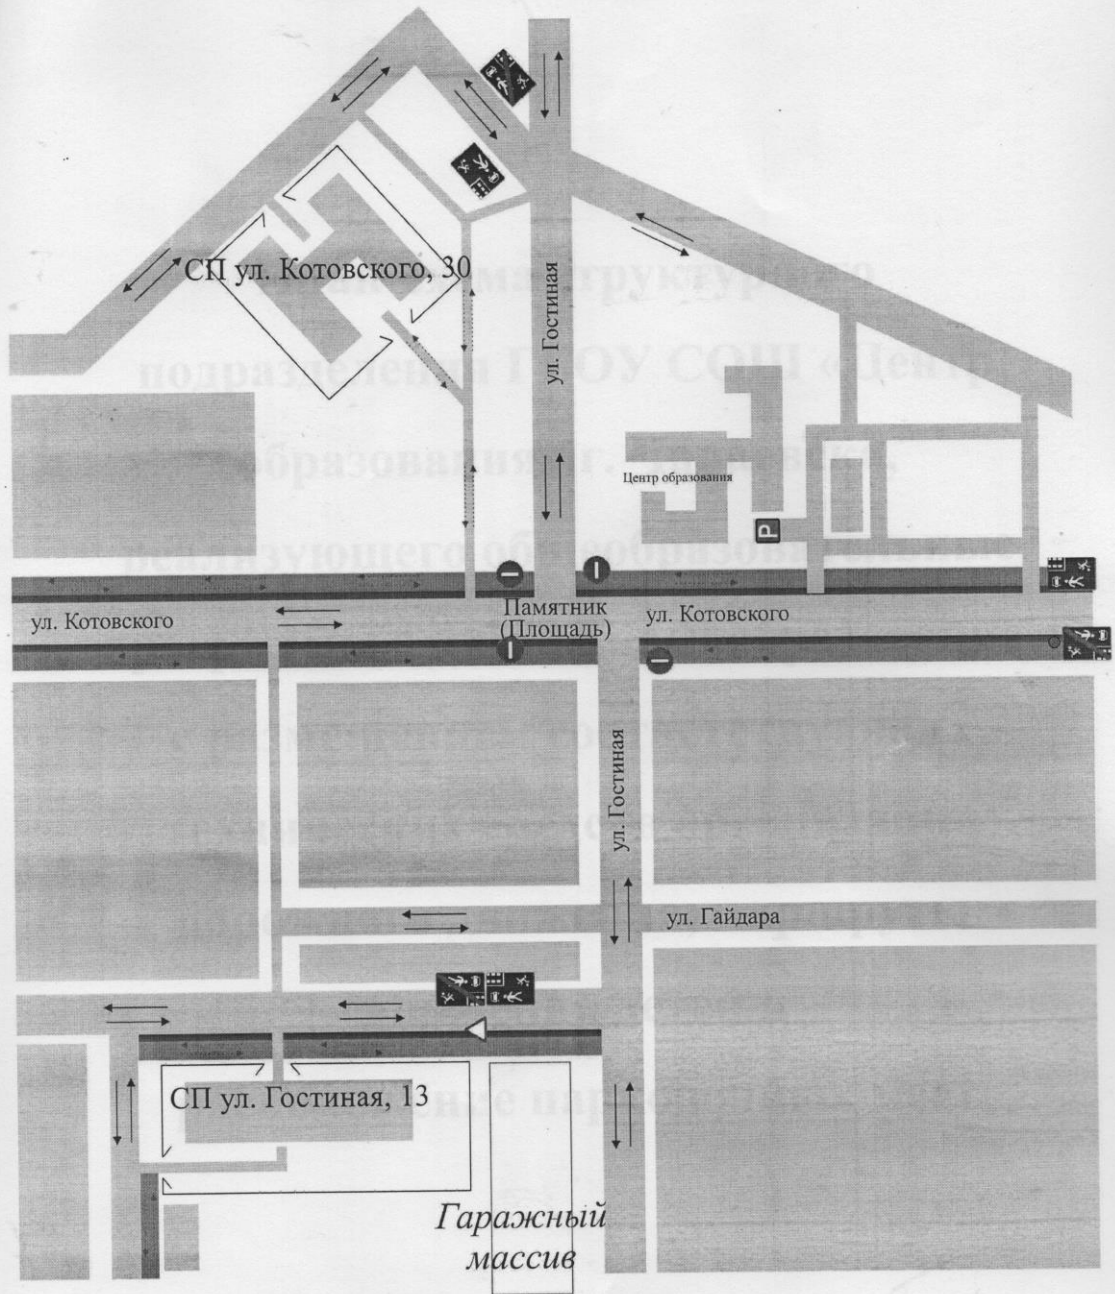 СП ул. Котовского, 30
ул. Гостиная
Центр образования
P
ул. Котовского
Памятник
(Площадь)
ул. Котовского
ул. Гостиная
ул. Гайдара
СП ул. Гостиная, 13
Гаражный
массив